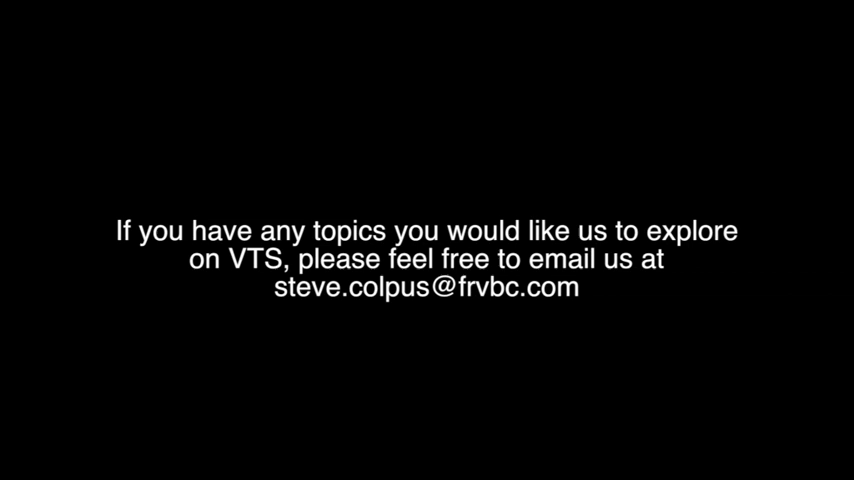 If you have any topics you would like us to explore
on VTS, please feel free to email us at
steve.colpus@frvbc.com